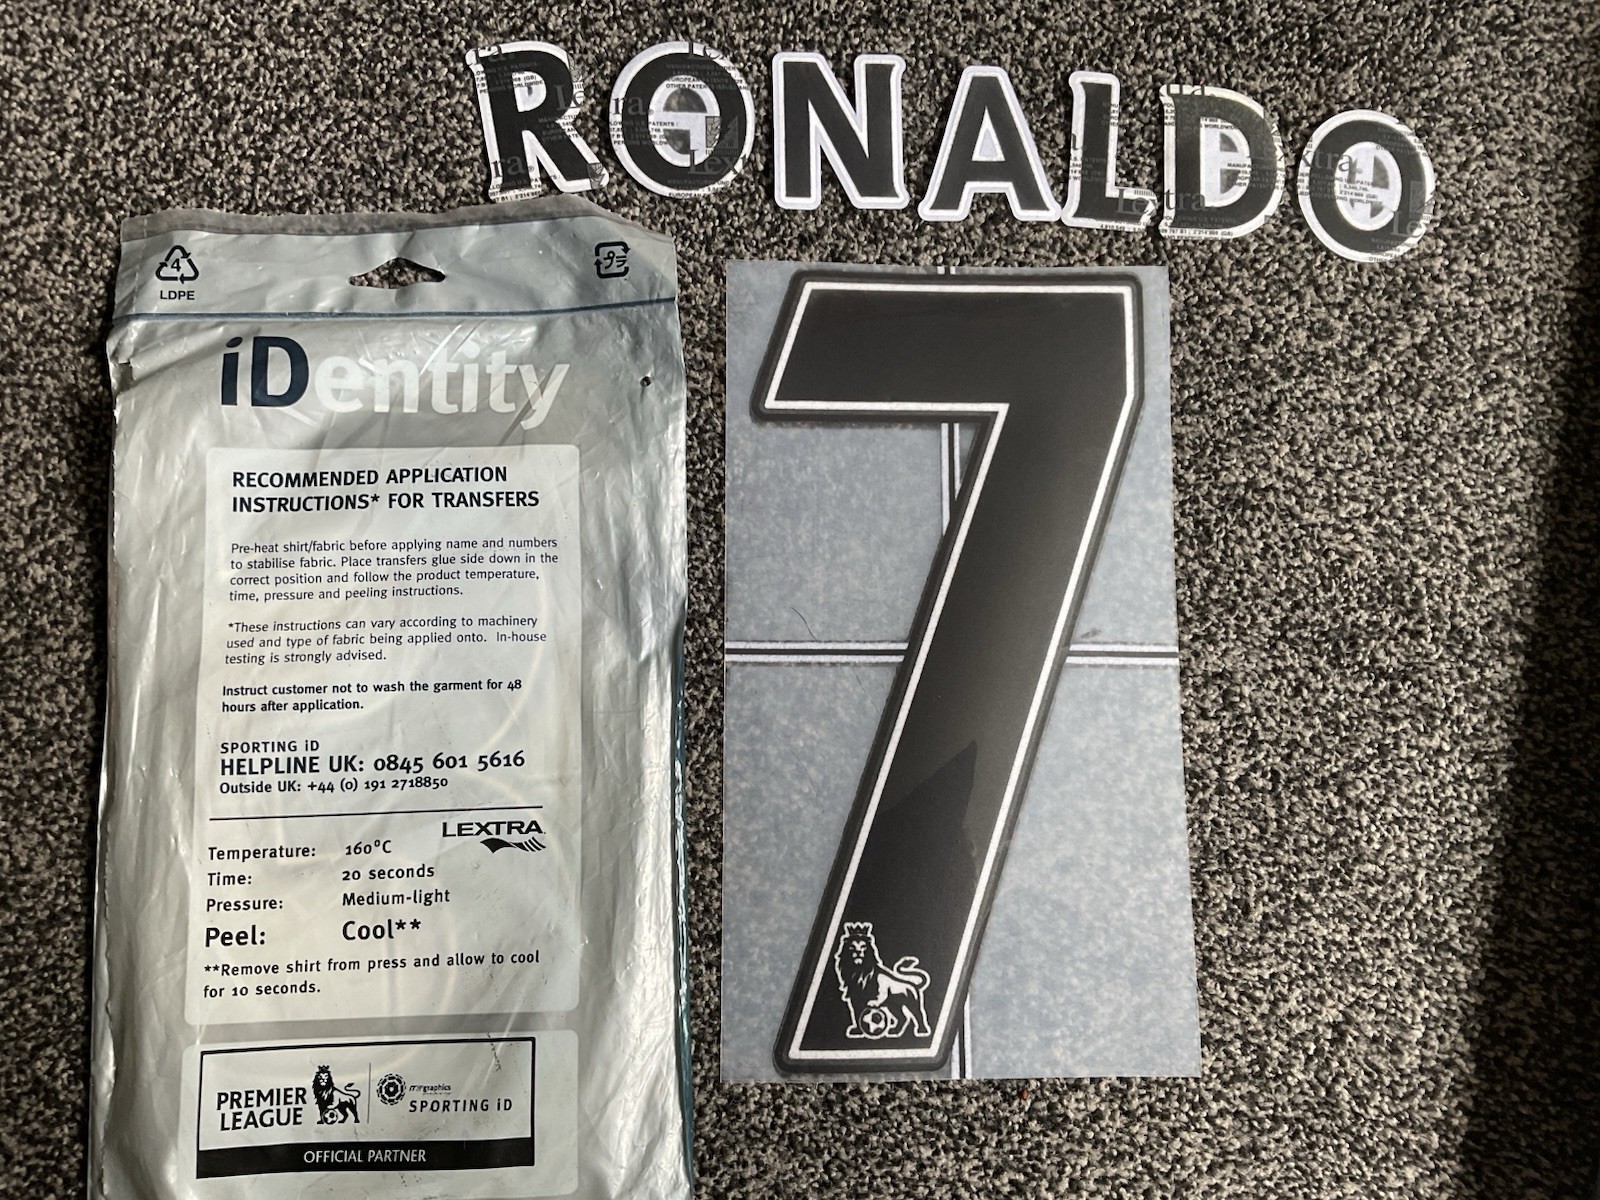 RONALDO
7
4
LDPE
iDentity
RECOMMENDED APPLICATION
INSTRUCTIONS* FOR TRANSFERS
Pre-heat shirt/fabric before applying name and numbers
to stabilise fabric. Place transfers glue side down in the
correct position and follow the product temperature,
time, pressure and peeling instructions.
*These instructions can vary according to machinery
used and type of fabric being applied onto. In-house
testing is strongly advised.
Instruct customer not to wash the garment for 48
hours after application.
SPORTING iD
HELPLINE UK: 0845 601 5616
Outside UK: +44 (0) 191 2718850
LEXTRA
Temperature: 160°C
Time: 20 seconds
Pressure: Medium-light
Peel: Cool**
**Remove shirt from press and allow to cool
for 10 seconds.
PREMIER
LEAGUE
SPORTING iD
OFFICIAL PARTNER